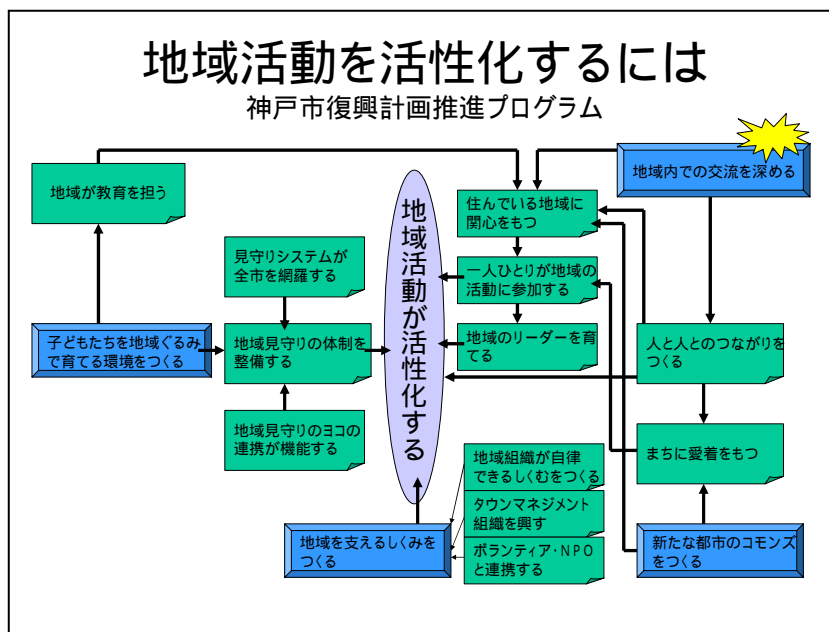 地域活動を活性化するには
神戸市復興計画推進プログラム
地域が教育を担う
住んでいる地域に
関心をもつ
地域内での交流を深める
見守りシステムが
全市を網羅する
一人ひとりが地域の
活動に参加する
子どもたちを地域ぐるみ
で育てる環境をつくる
地域見守りの体制を
整備する
地域活動が活性化する
地域のリーダーを育
てる
人と人とのつながりを
つくる
地域見守りのヨコの
連携が機能する
まちに愛着をもつ
地域組織が自律
できるしくむをつくる
タウンマネジメント
組織を興す
ボランティア・NPO
と連携する
地域を支えるしくみを
つくる
新たな都市のコモンズ
をつくる